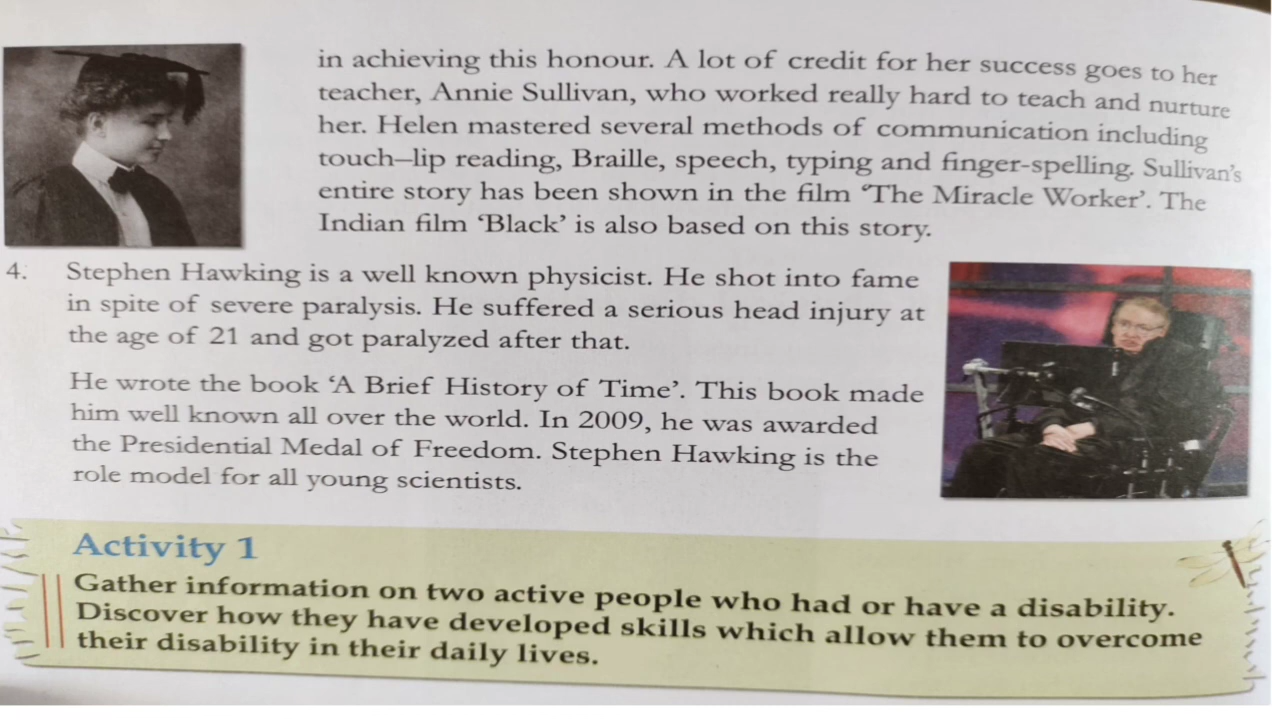 in achieving this honour. A lot of credit for her success goes to her
teacher, Annie Sullivan, who worked really hard to teach and nurture
her. Helen mastered several methods of communication including
touch–lip reading, Braille, speech, typing and finger-spelling. Sullivan's
entire story has been shown in the film 'The Miracle Worker'. The
Indian film 'Black' is also based on this story.
4. Stephen Hawking is a well known physicist. He shot into fame
in spite of severe paralysis. He suffered a serious head injury at
the age of 21 and got paralyzed after that.
He wrote the book 'A Brief History of Time'. This book made
him well known all over the world. In 2009, he was awarded
the Presidential Medal of Freedom. Stephen Hawking is the
role model for all young scientists.
Activity 1
Gather information on two active people who had or have a disability.
Discover how they have developed skills which allow them to overcome
their disability in their daily lives.